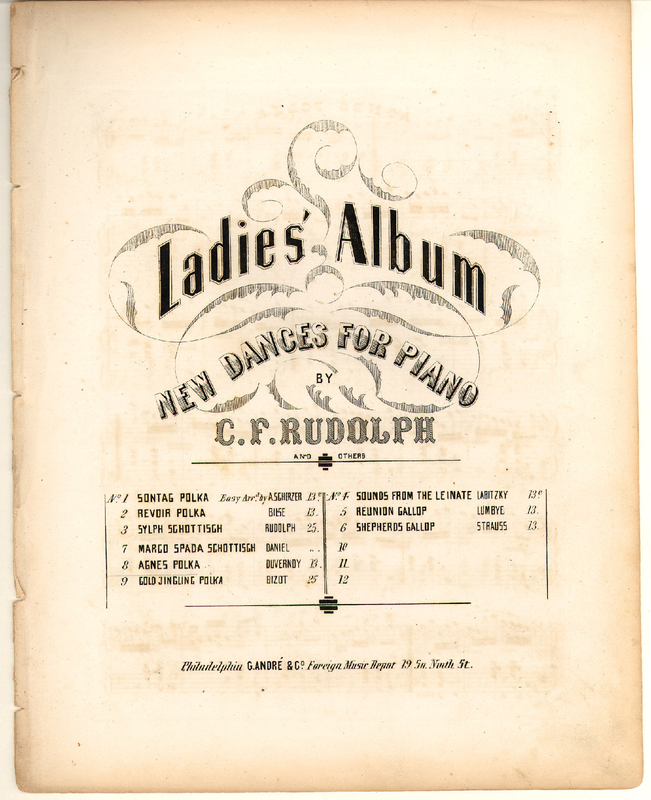 Ladies' Album
NEW DANCES FOR PIANO
BY
C. F. RUDOLPH
AND OTHERS
No. 1 SONTAG POLKA Easy Arr.d by A. SCHERZER 13 c.
2 REVOIR POLKA BILSE 13.
3 SYLPH SCHOTTISCH RUDOLPH 25.
7 MARCO SPADA SCHOTTISCH DANIEL ..
8 AGNES POLKA DUVERNOY 13.
9 GOLD JINGLING POLKA BIZOT 25
No. 4 SOUNDS FROM THE LEINATE LABITZKY 13 c.
5 REUNION GALLOP LUMBYE 13.
6 SHEPHERDS GALLOP STRAUSS 13.
10
11
12
Philadelphia G. ANDRÉ & Co. Foreign Music Depot 19 So. Ninth St.